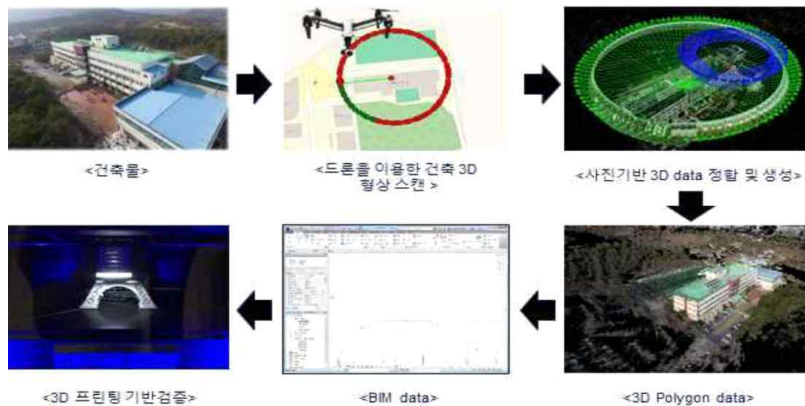 <건축물>
<드론을 이용한 건축 3D
형상 스캔 >
<사진기반 3D data 정합 및 생성>
<3D 프린팅 기반검증>
<BIM data>
<3D Polygon data>